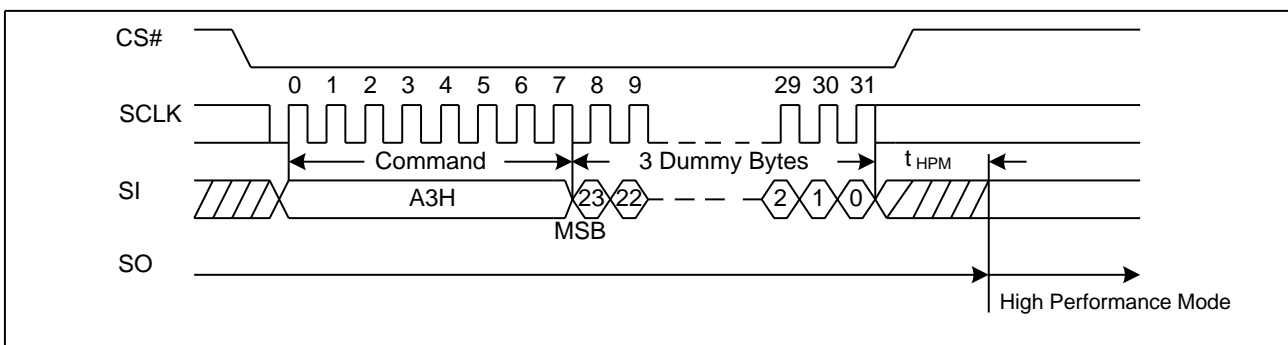 CS#
0 1 2 3 4 5 6 7 8 9 29 30 31
SCLK
Command 3 Dummy Bytes t HPM
SI A3H 23 22 2 1 0
MSB
SO
High Performance Mode